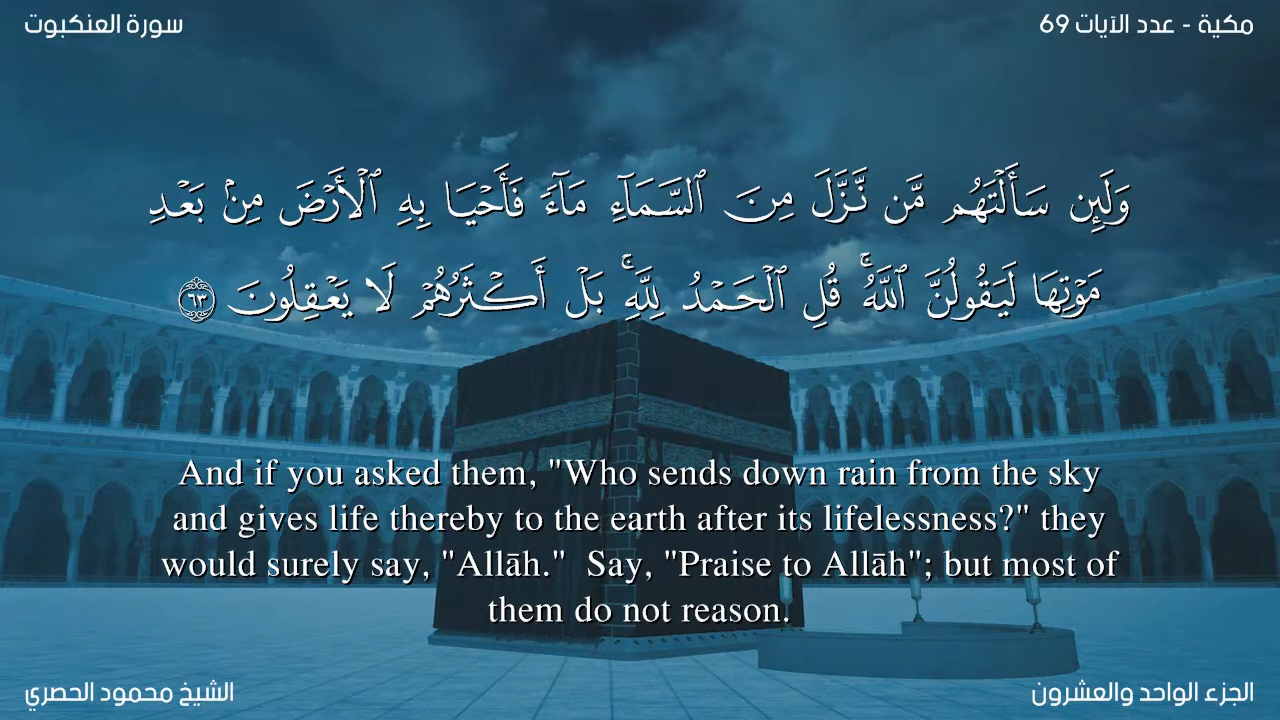 مكية - عدد الآيات 69
سورة العنكبوت
وَلَئِن سَأَلْتَهُم مَّن نَّزَّلَ مِنَ ٱلسَّمَآءِ مَآءً فَأَحْيَا بِهِ ٱلْأَرْضَ مِنۢ بَعْدِ
مَوْتِهَا لَيَقُولُنَّ ٱللَّهُ ۚ قُلِ ٱلْحَمْدُ لِلَّهِ ۚ بَلْ أَكْثَرُهُمْ لَا يَعْقِلُونَ ٦٣
And if you asked them, "Who sends down rain from the sky
and gives life thereby to the earth after its lifelessness?" they
would surely say, "Allāh."  Say, "Praise to Allāh"; but most of
them do not reason.
الجزء الواحد والعشرون
الشيخ محمود الحصري